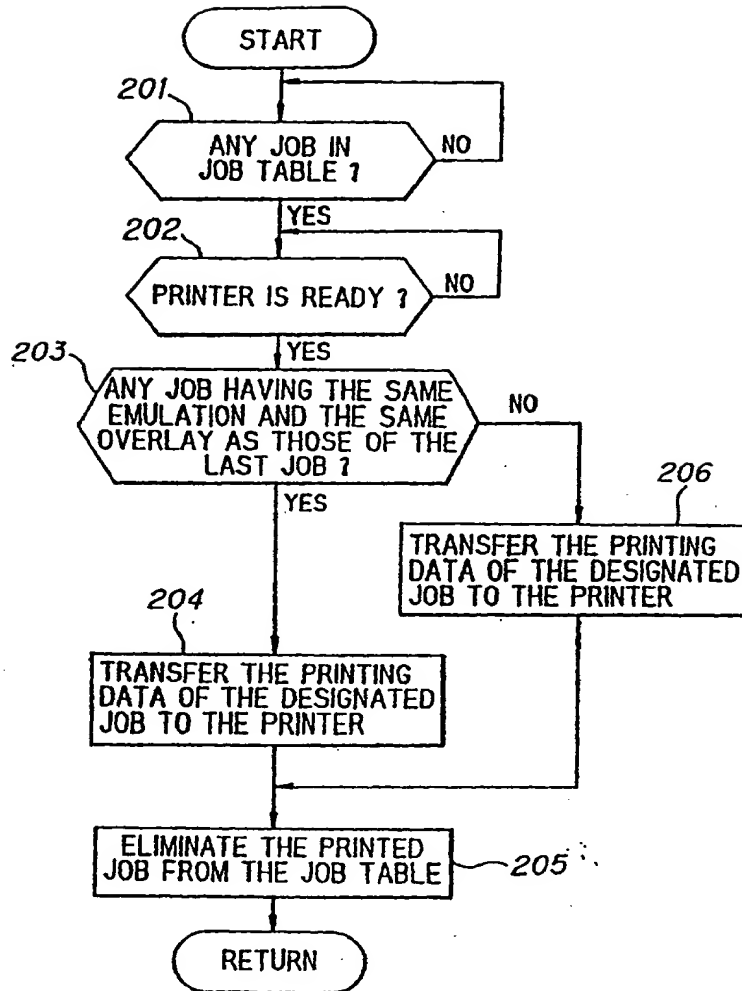 START
201
ANY JOB IN
JOB TABLE ?
NO
YES
202
PRINTER IS READY ?
NO
YES
203
ANY JOB HAVING THE SAME
EMULATION AND THE SAME
OVERLAY AS THOSE OF THE
LAST JOB ?
NO
YES
206
TRANSFER THE PRINTING
DATA OF THE DESIGNATED
JOB TO THE PRINTER
204
TRANSFER THE PRINTING
DATA OF THE DESIGNATED
JOB TO THE PRINTER
ELIMINATE THE PRINTED
JOB FROM THE JOB TABLE
205
RETURN